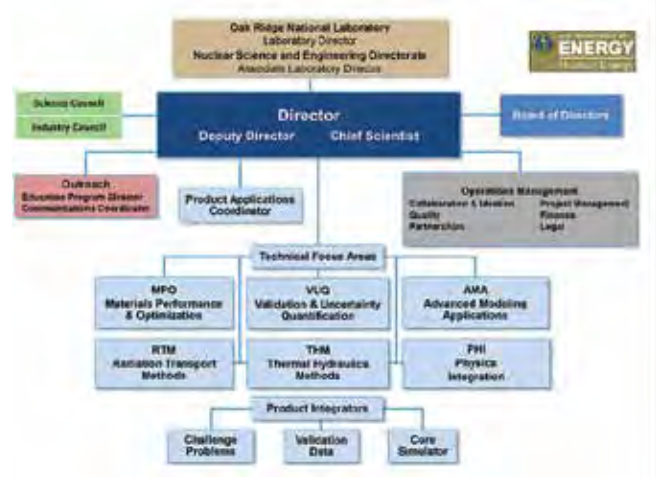 Oak Ridge National Laboratory
Laboratory Director
Nuclear Science and Engineering Directorate
Associate Laboratory Director
ENERGY
Nuclear Energy
Science Council
Industry Council
Director
Deputy Director Chief Scientist
Board of Directors
Outreach
Education Program Director
Communications Coordinator
Product Applications
Coordinator
Operations Management
Collaboration & Ideation Project Management
Quality Finance
Partnerships Legal
Technical Focus Areas
MPO
Materials Performance
& Optimization
VUQ
Validation & Uncertainty
Quantification
AMA
Advanced Modeling
Applications
RTM
Radiation Transport
Methods
THM
Thermal Hydraulics
Methods
PHI
Physics
Integration
Product Integrators
Challenge
Problems
Validation
Data
Core
Simulator